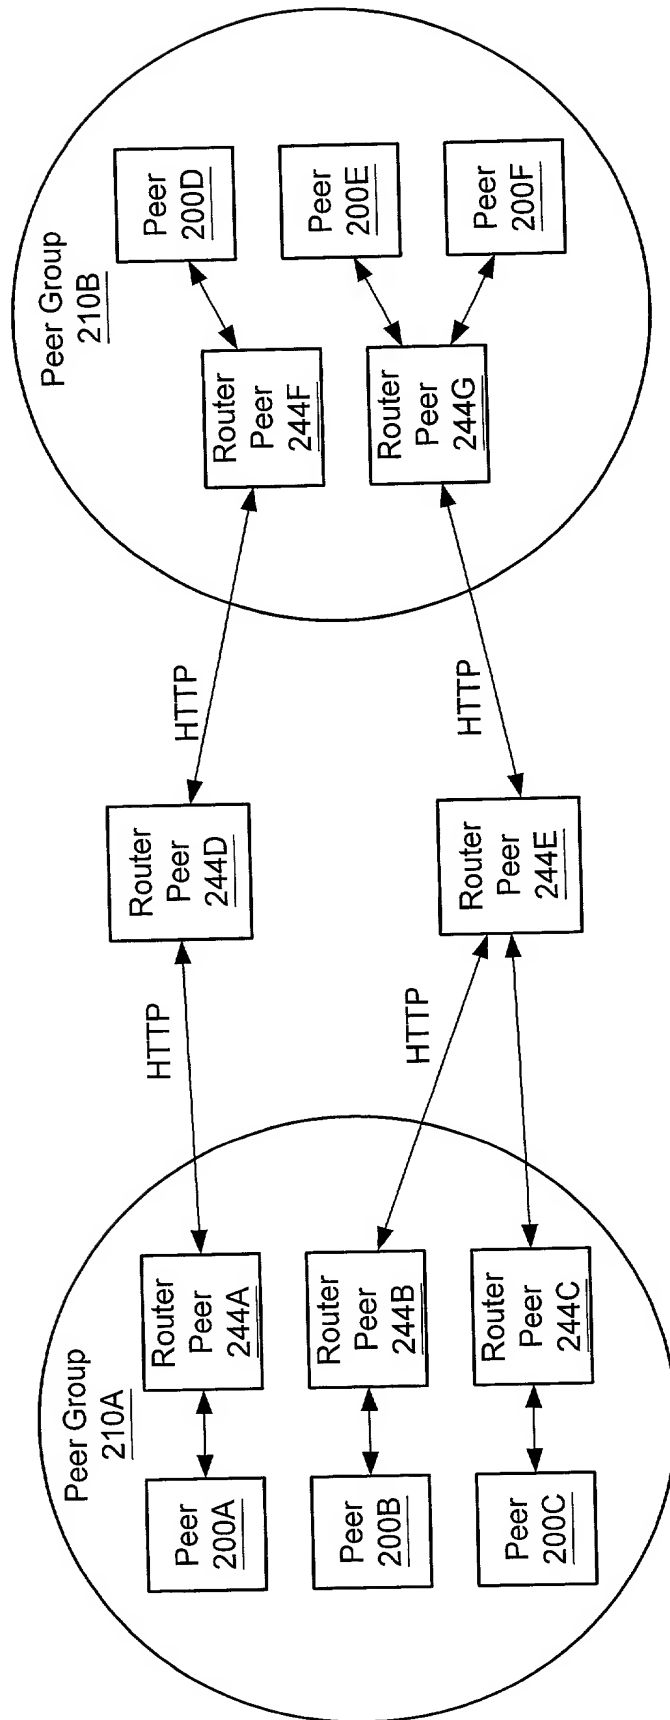 Peer Group
210A
Peer
200A
Router
Peer
244A
Peer
200B
Router
Peer
244B
Peer
200C
Router
Peer
244C
HTTP
HTTP
Router
Peer
244D
Router
Peer
244E
HTTP
HTTP
Peer Group
210B
Router
Peer
244F
Peer
200D
Router
Peer
244G
Peer
200E
Peer
200F